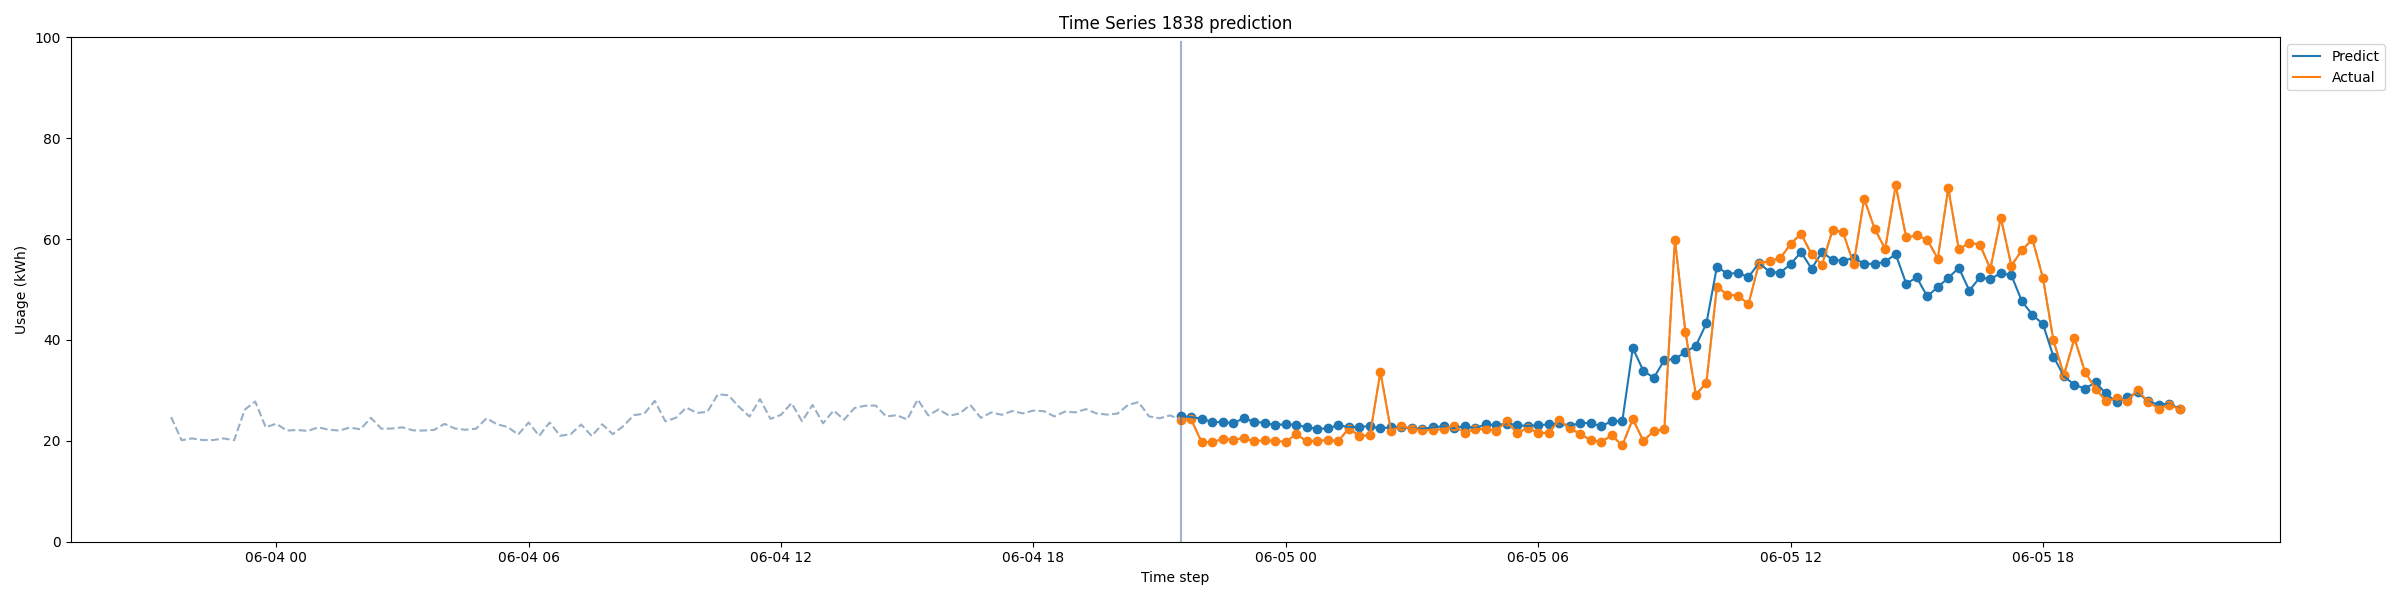 Time Series 1838 prediction
Predict
Actual
Usage (kWh)
100
80
60
40
20
0
06-04 00
06-04 06
06-04 12
06-04 18
06-05 00
06-05 06
06-05 12
06-05 18
Time step